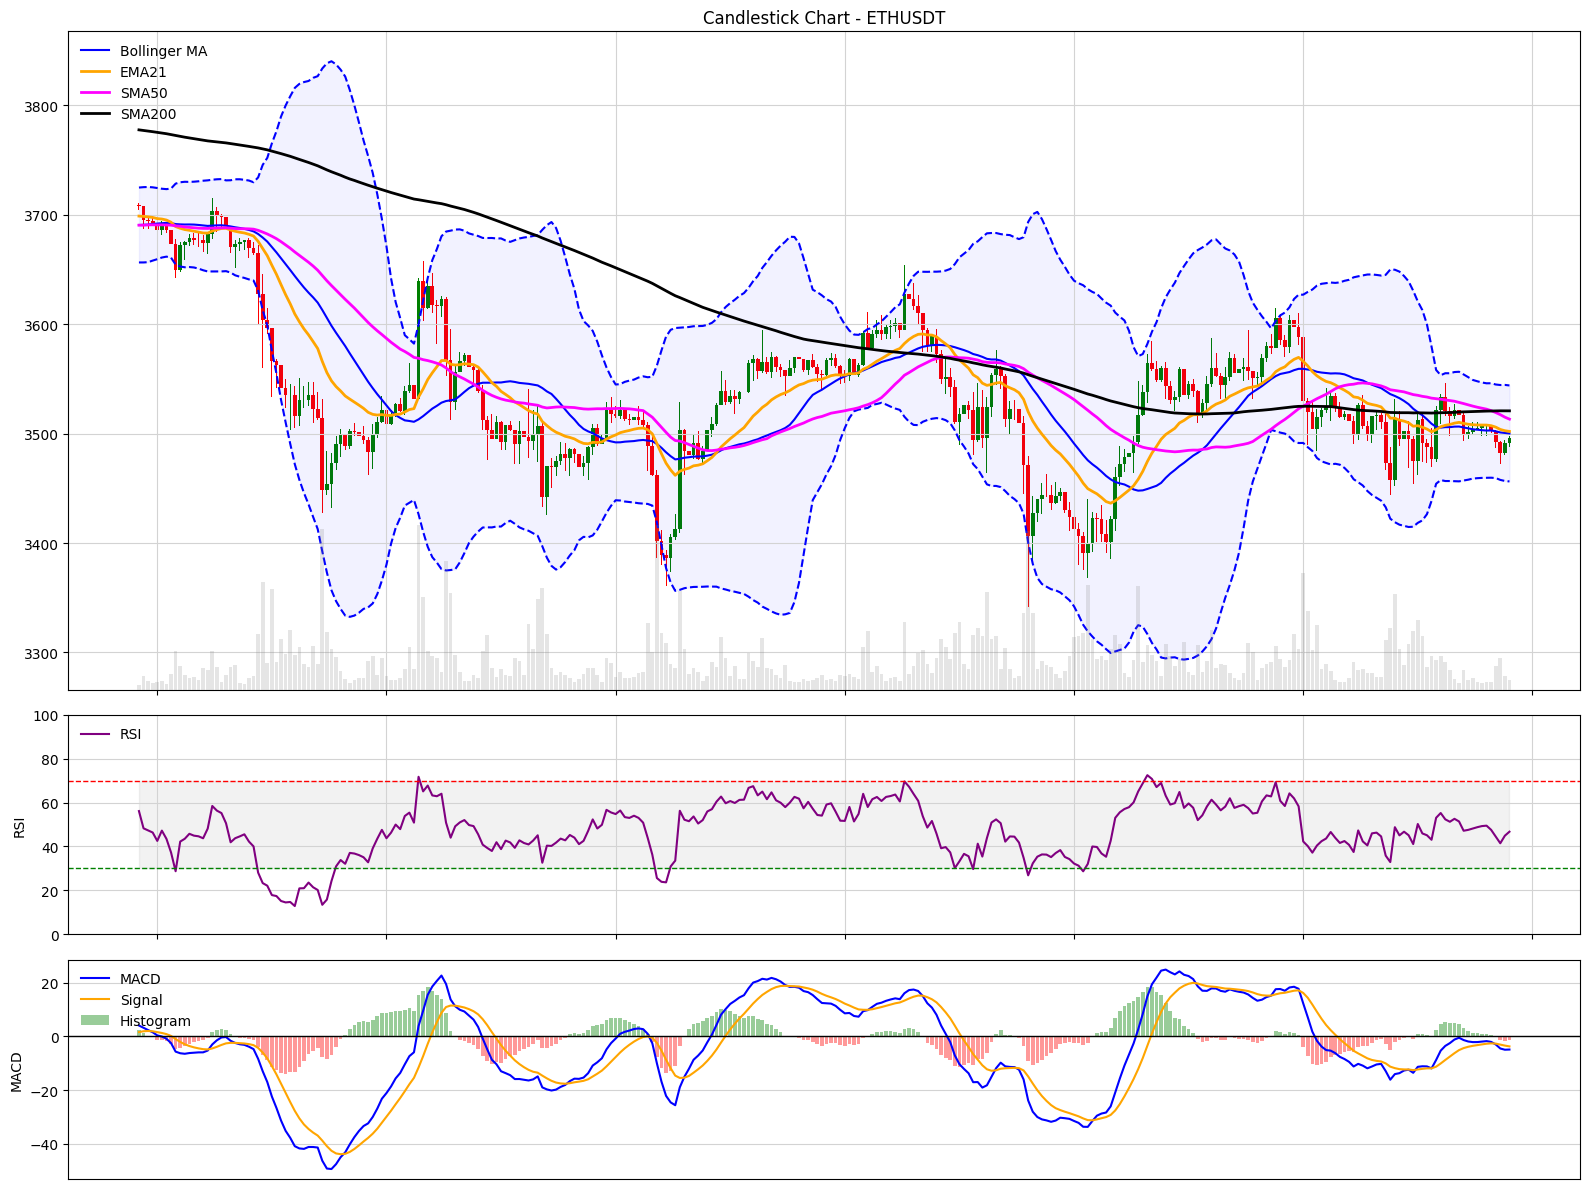 Candlestick Chart - ETHUSDT
Bollinger MA
EMA21
SMA50
SMA200
3800
3700
3600
3500
3400
3300
RSI
100
80
60
40
20
0
RSI
MACD
Signal
Histogram
20
0
−20
−40
MACD